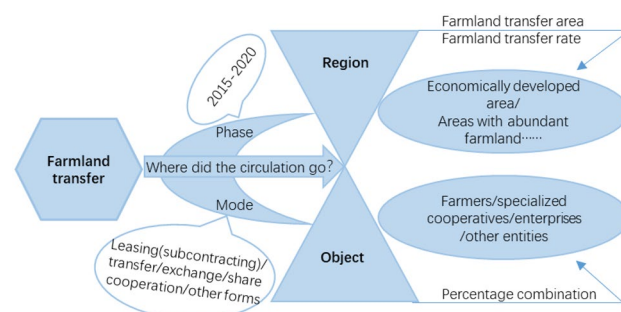 Farmland transfer area
Farmland transfer rate
Region
2015-2020
Economically developed
area/
Areas with abundant
farmland……
Phase
Farmland
transfer
Where did the circulation go?
Mode
Farmers/specialized
cooperatives/enterprises
/other entities
Leasing(subcontracting)/
transfer/exchange/share
cooperation/other forms
Object
Percentage combination